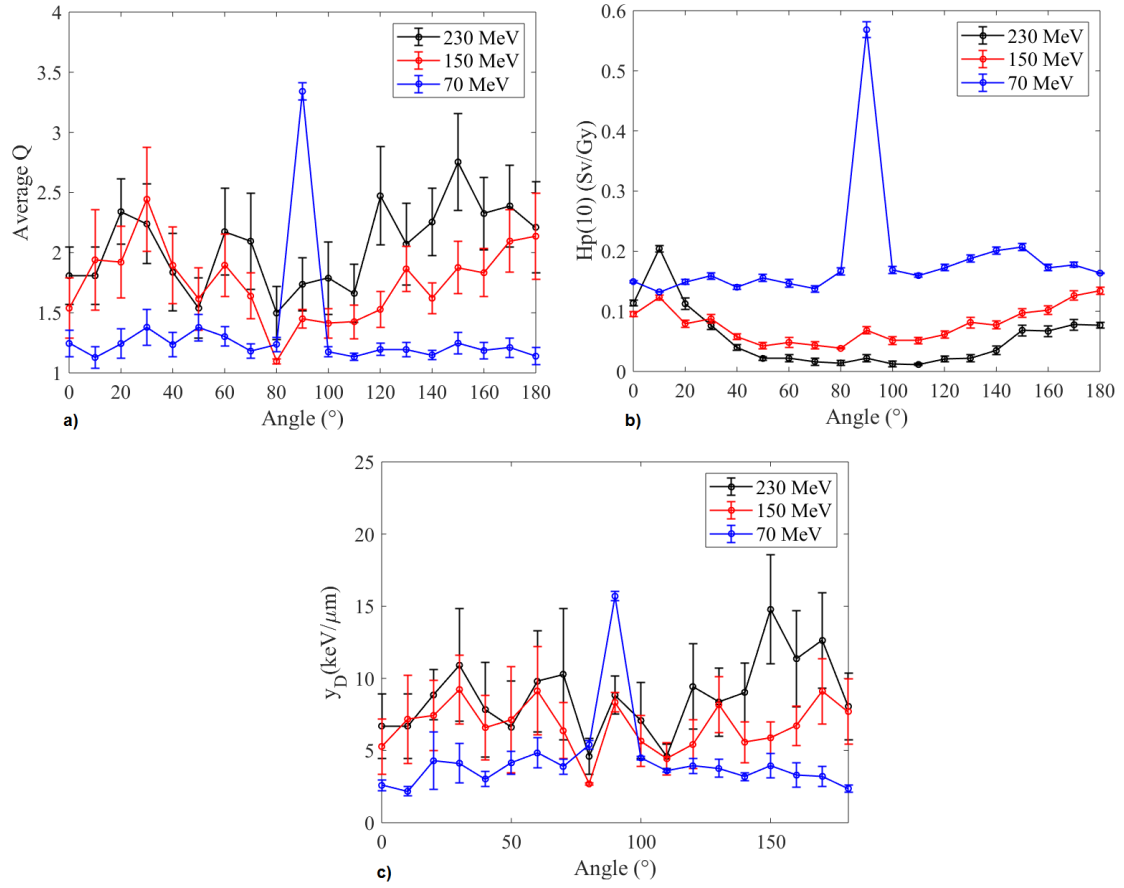 4
3.5
3
2.5
2
1.5
1
Average Q
0 20 40 60 80 100 120 140 160 180
Angle (°)
a)
230 MeV
150 MeV
70 MeV
0.6
0.5
0.4
0.3
0.2
0.1
0
Hp(10) (Sv/Gy)
0 20 40 60 80 100 120 140 160 180
Angle (°)
b)
230 MeV
150 MeV
70 MeV
25
20
15
10
5
0
y_D(keV/μm)
0 50 100 150
Angle (°)
c)
230 MeV
150 MeV
70 MeV